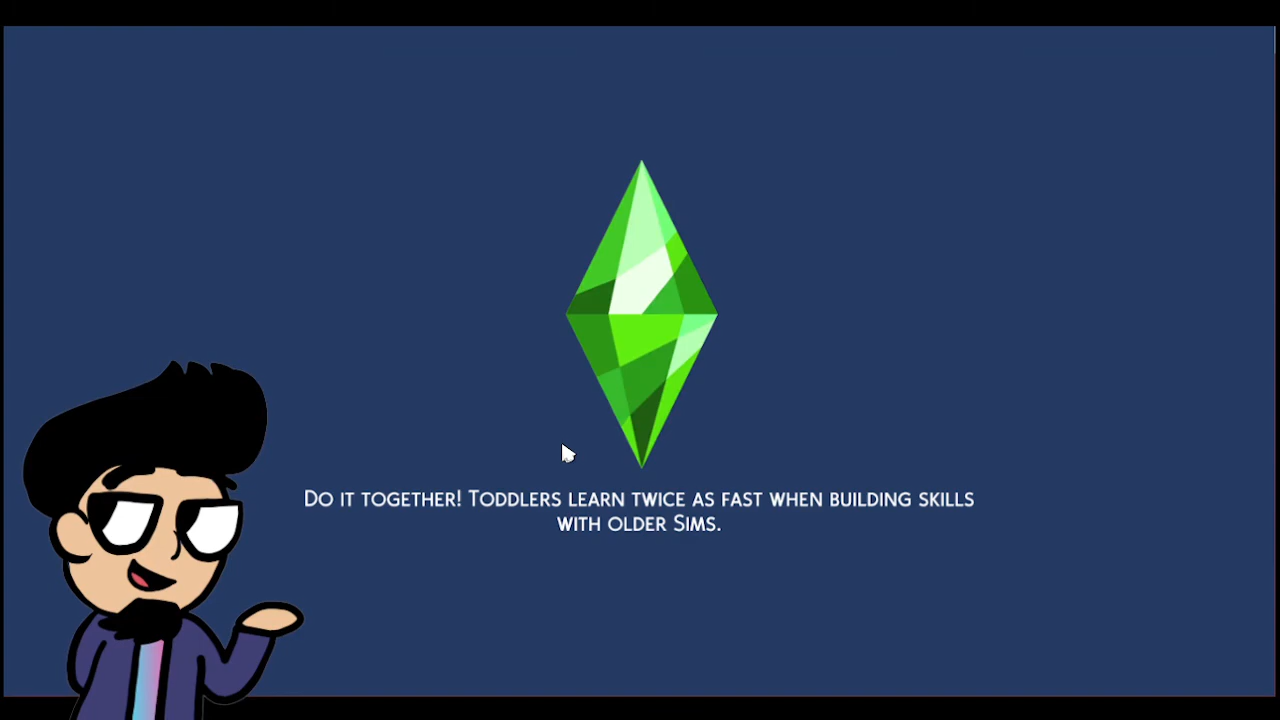 Do it together! Toddlers learn twice as fast when building skills
with older Sims.